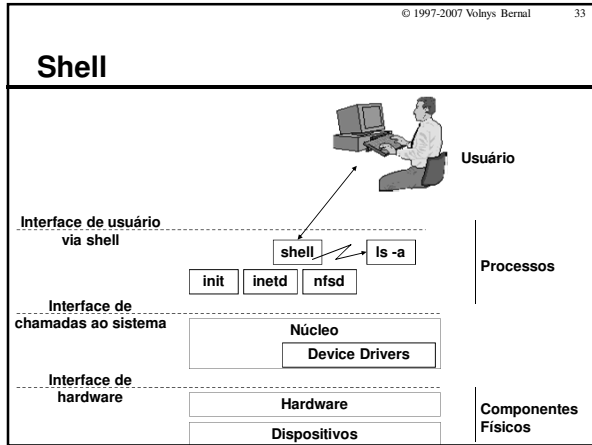 © 1997-2007 Volnys Bernal 33
Shell
Usuário
Interface de usuário
via shell
shell
ls -a
Processos
init
inetd
nfsd
Interface de
chamadas ao sistema
Núcleo
Device Drivers
Interface de
hardware
Hardware
Componentes
Físicos
Dispositivos